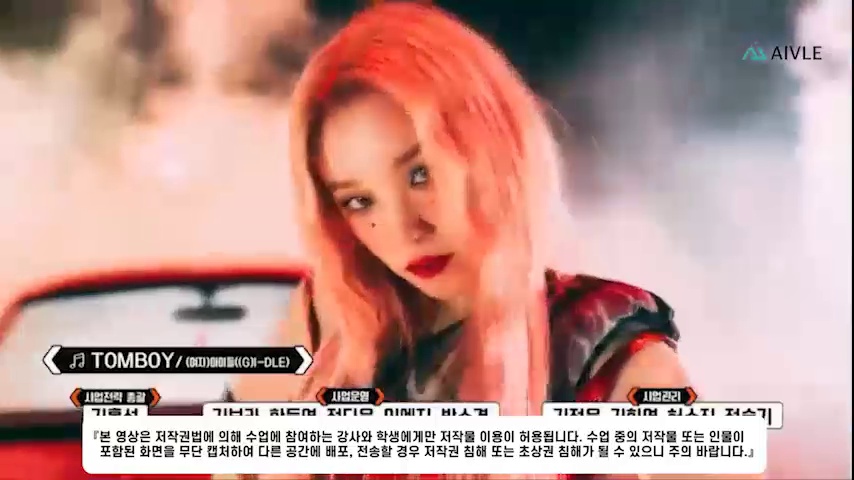 AIVLE
TOMBOY / (여자)아이들((G)I-DLE)
사업전략 총괄 사업운영 사업관리
『본 영상은 저작권법에 의해 수업에 참여하는 강사와 학생에게만 저작물 이용이 허용됩니다. 수업 중의 저작물 또는 인물이
포함된 화면을 무단 캡처하여 다른 공간에 배포, 전송할 경우 저작권 침해 또는 초상권 침해가 될 수 있으니 주의 바랍니다.』